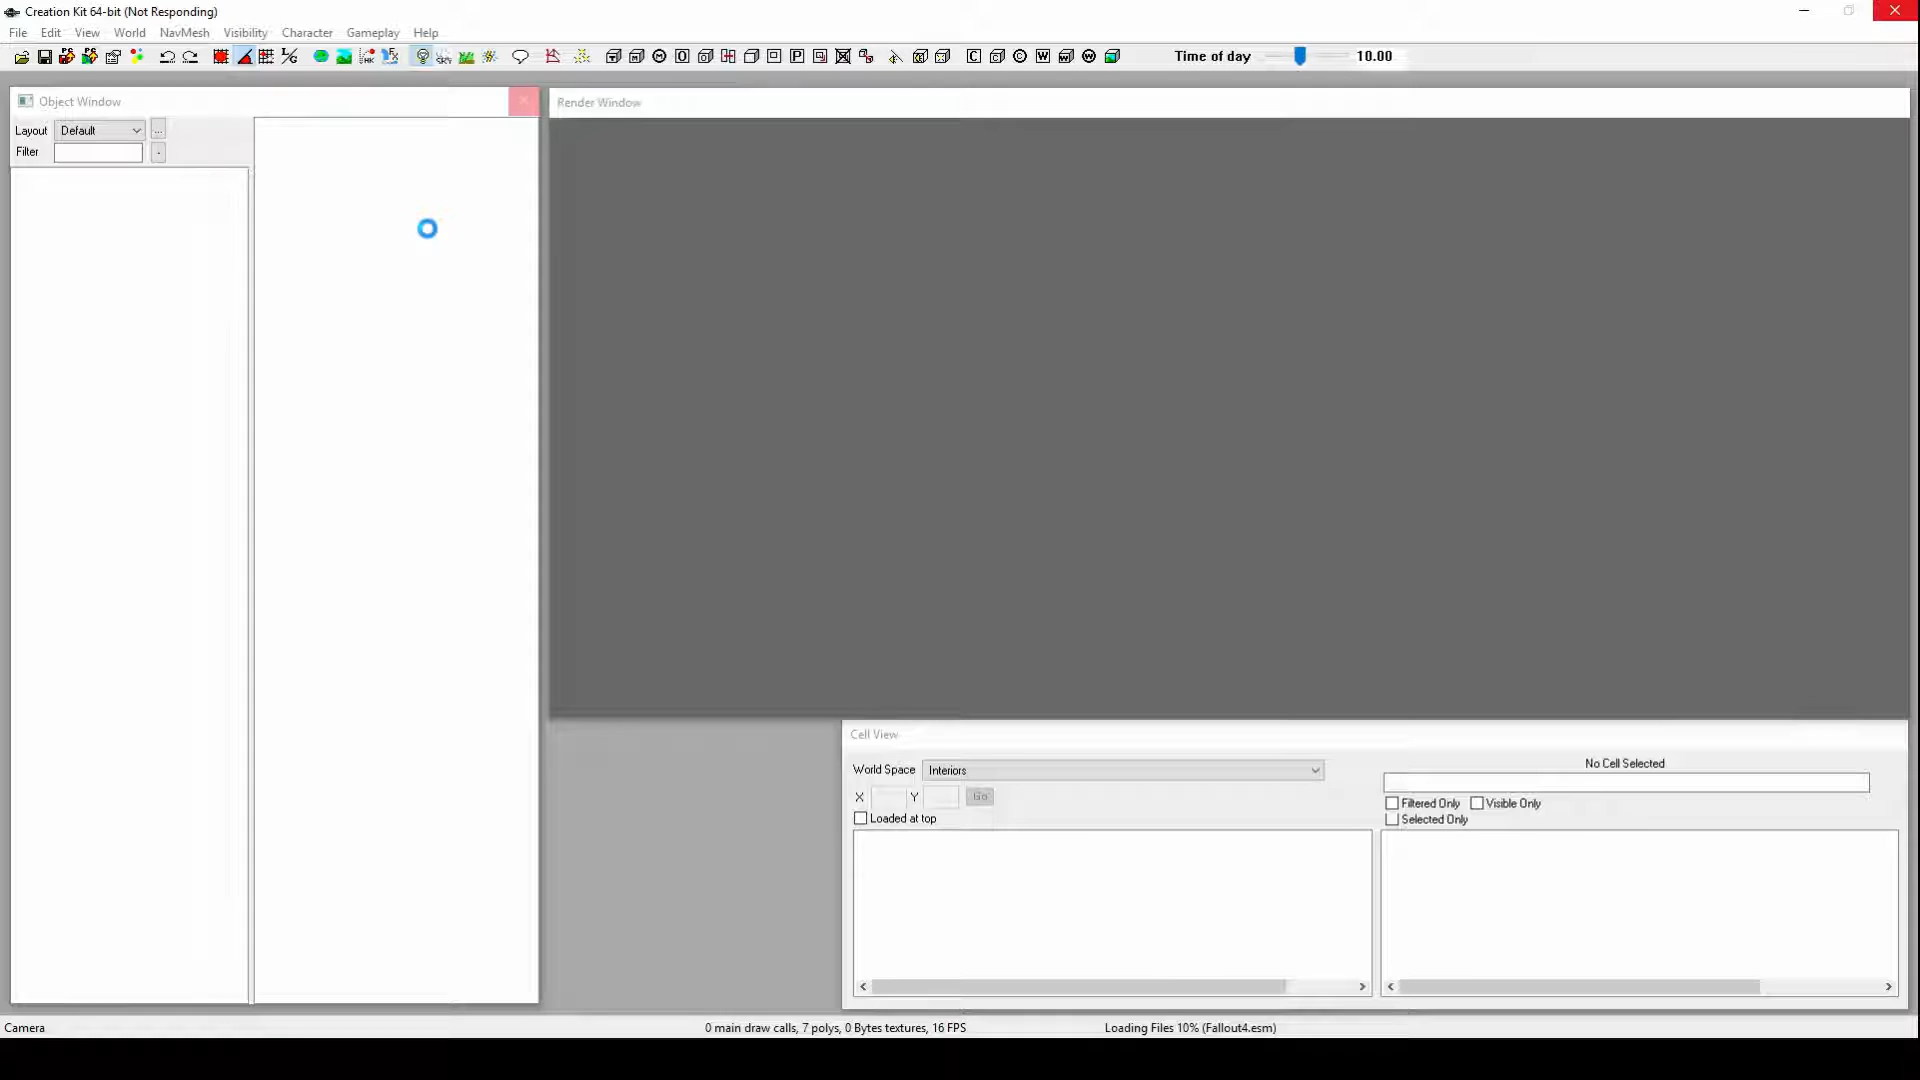 Creation Kit 64-bit (Not Responding)
File Edit View World NavMesh Visibility Character Gameplay Help
Time of day 10.00
Object Window
Layout Default ...
Filter
Render Window
Cell View
World Space Interiors
X Y Go
Loaded at top
No Cell Selected
Filtered Only Visible Only
Selected Only
Camera 0 main draw calls, 7 polys, 0 Bytes textures, 16 FPS Loading Files 10% (Fallout4.esm)